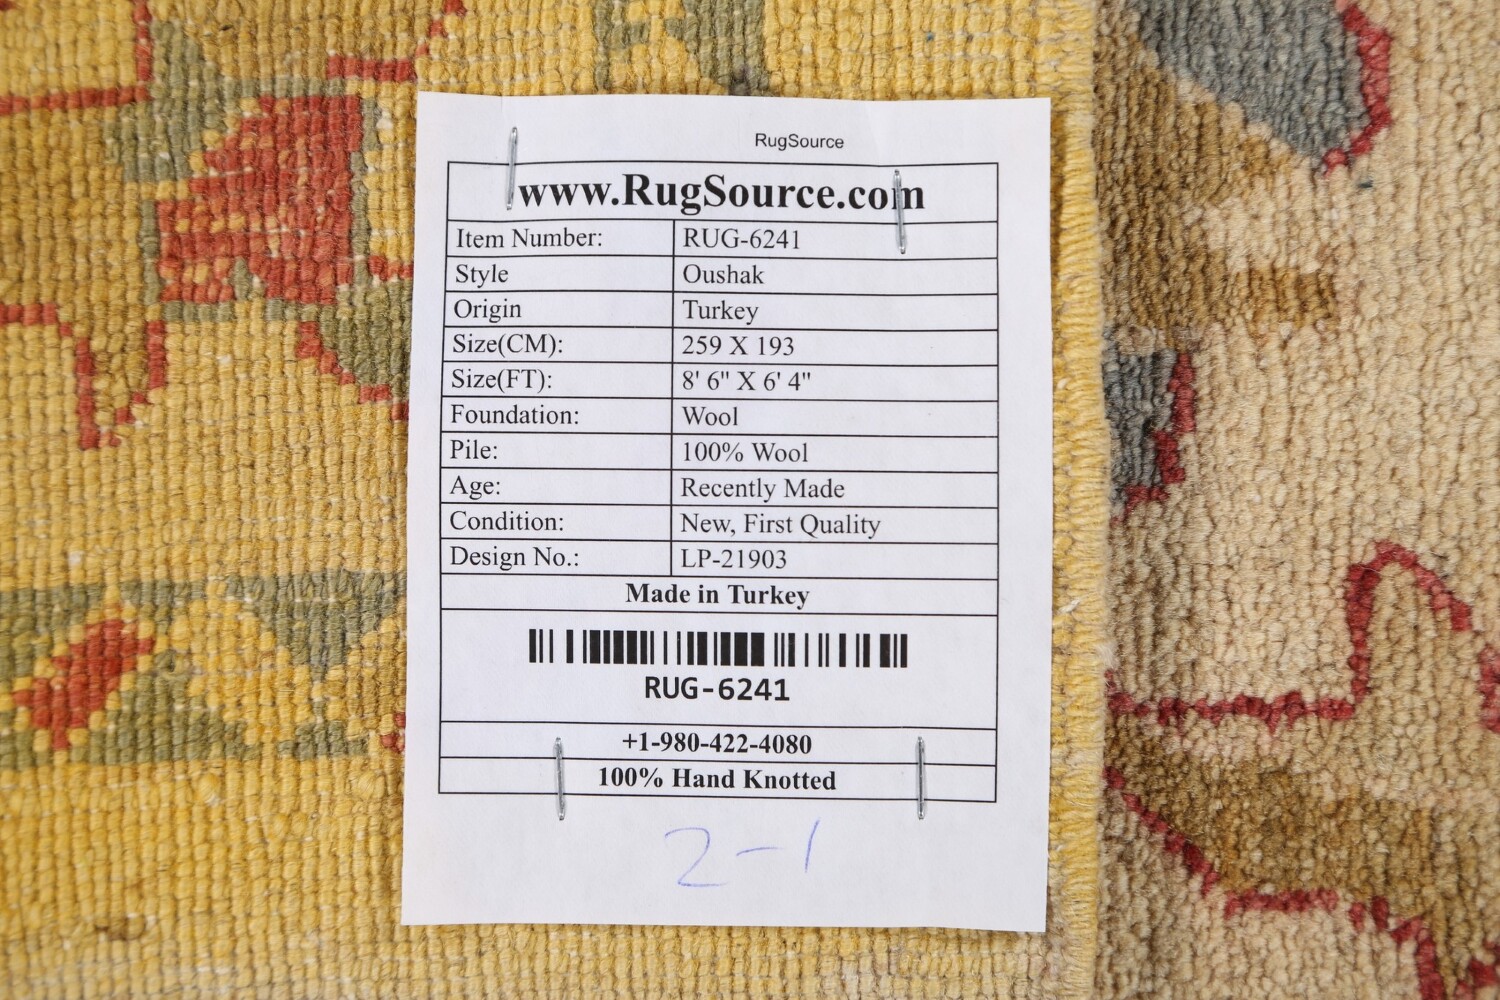 RugSource
www.RugSource.com
Item Number: RUG-6241
Style Oushak
Origin Turkey
Size(CM): 259 X 193
Size(FT): 8' 6" X 6' 4"
Foundation: Wool
Pile: 100% Wool
Age: Recently Made
Condition: New, First Quality
Design No.: LP-21903
Made in Turkey
RUG-6241
+1-980-422-4080
100% Hand Knotted
2-1